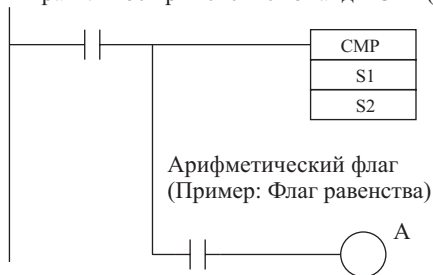 CMP
S1
S2
Арифметический флаг
(Пример: Флаг равенства)
A